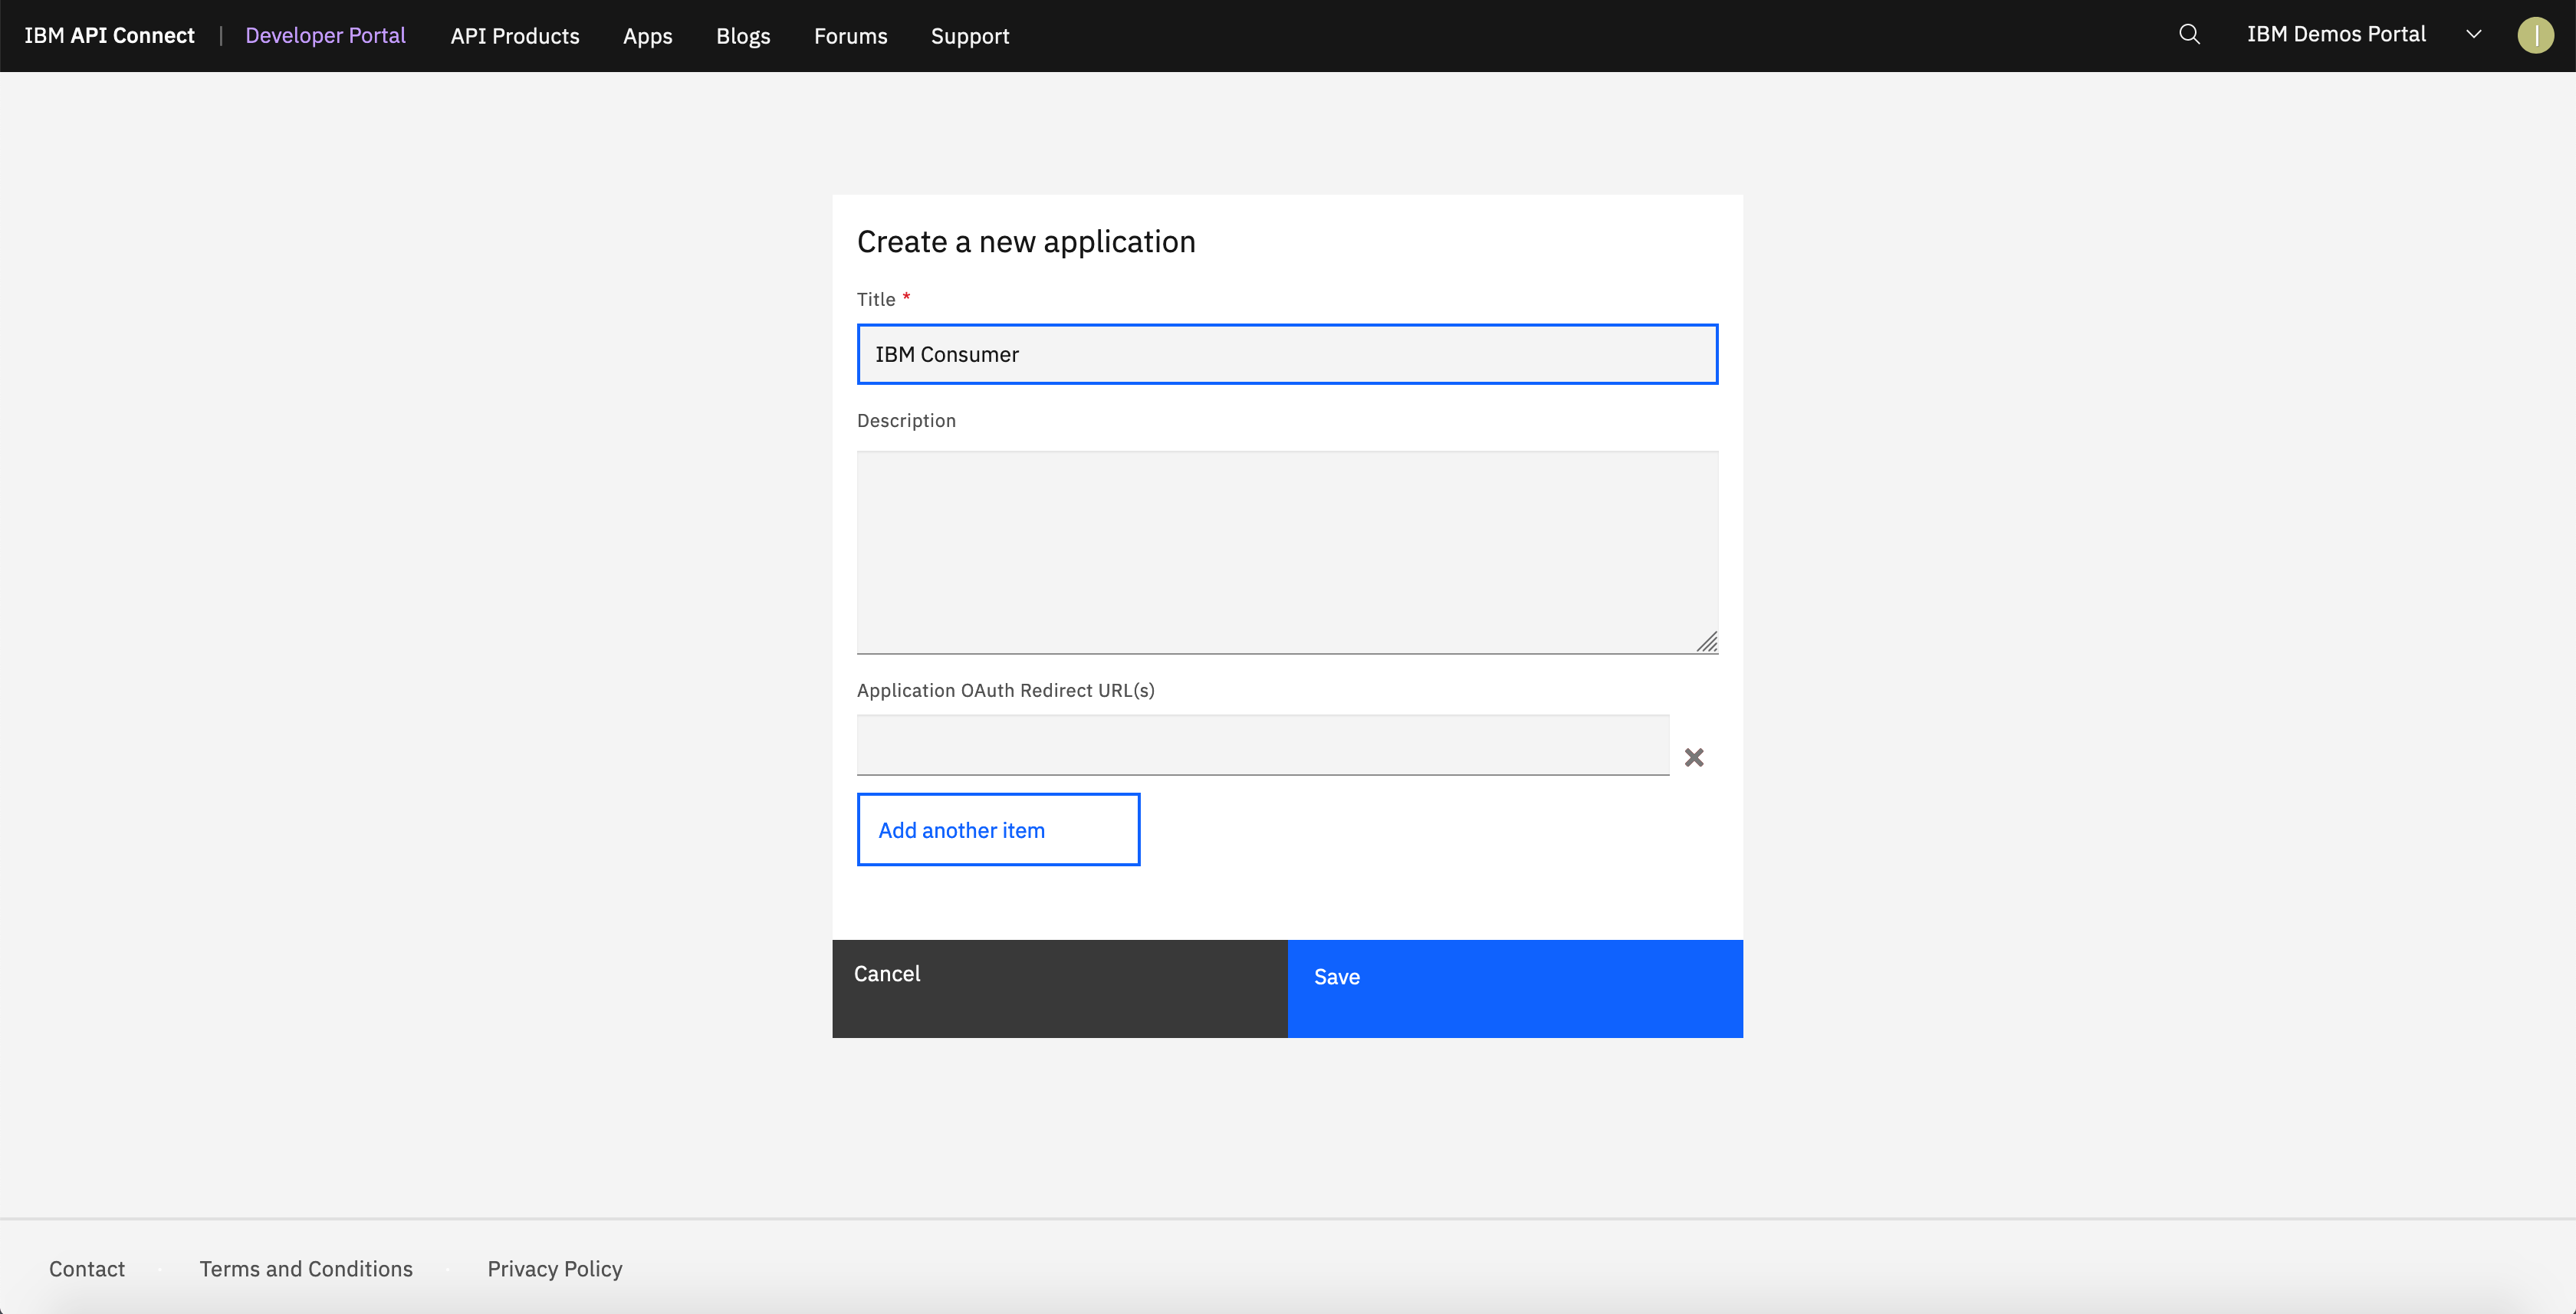 IBM API Connect | Developer Portal API Products Apps Blogs Forums Support IBM Demos Portal
Create a new application
Title *
IBM Consumer
Description
Application OAuth Redirect URL(s)
Add another item
Cancel Save
Contact Terms and Conditions Privacy Policy